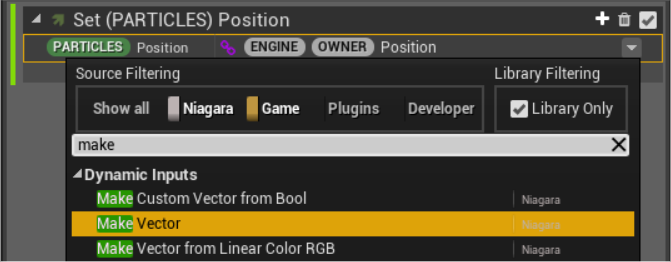 Set (PARTICLES) Position
PARTICLES Position ENGINE OWNER Position
Source Filtering Library Filtering
Show all Niagara Game Plugins Developer Library Only
make
Dynamic Inputs
Make Custom Vector from Bool Niagara
Make Vector Niagara
Make Vector from Linear Color RGB Niagara